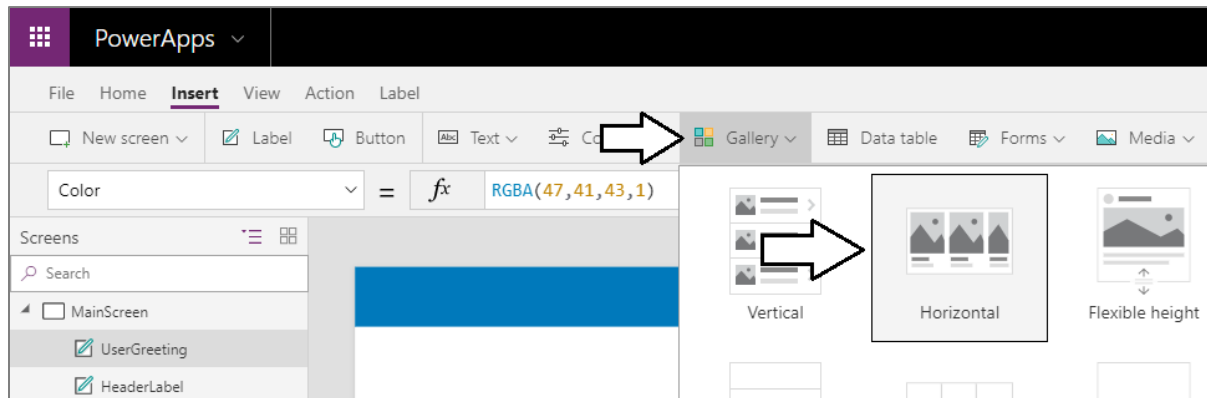 PowerApps
File Home Insert View Action Label
New screen Label Button Abc Text Gallery Data table Forms Media
Color = fx RGBA(47,41,43,1)
Screens
Search
MainScreen
UserGreeting
HeaderLabel
Vertical Horizontal Flexible height